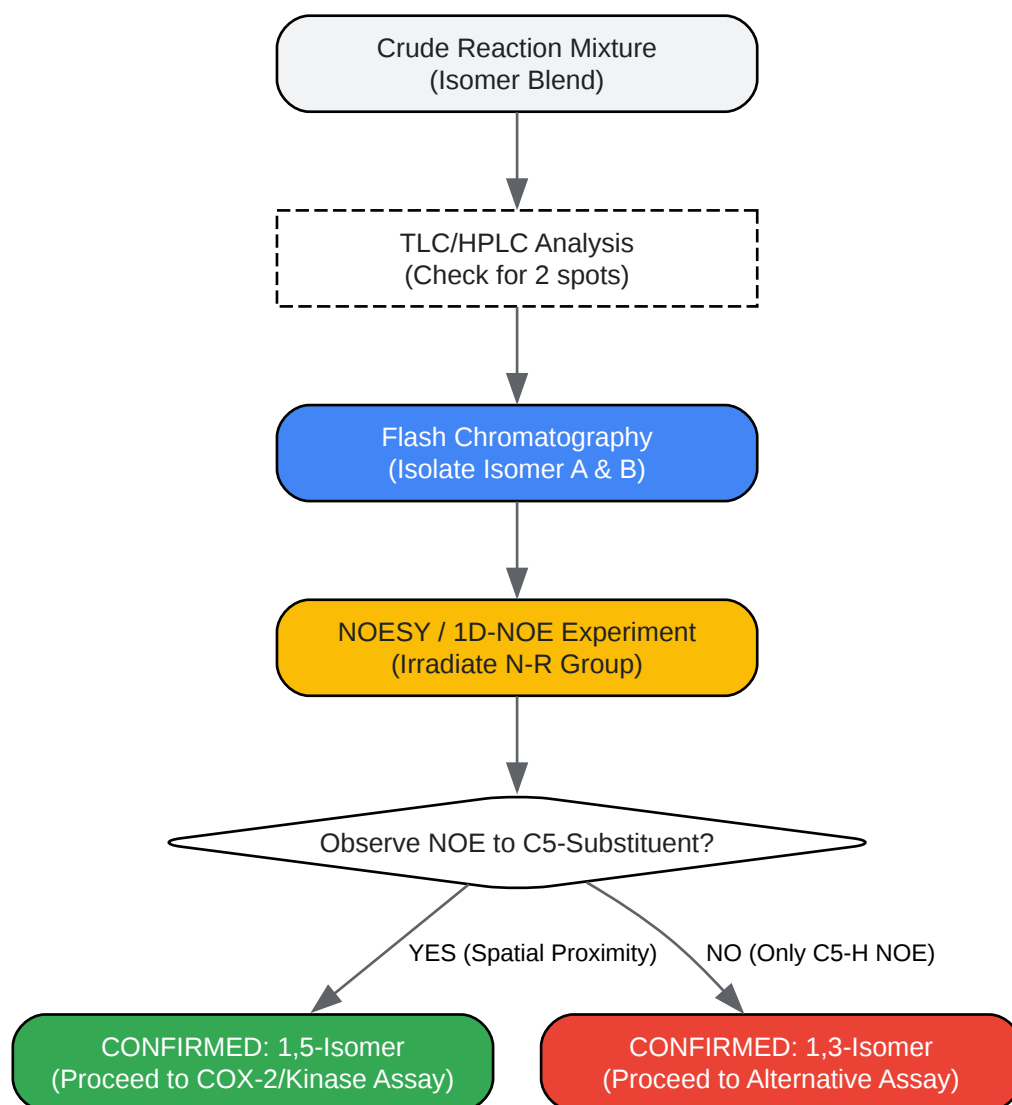 Crude Reaction Mixture
(Isomer Blend)
TLC/HPLC Analysis
(Check for 2 spots)
Flash Chromatography
(Isolate Isomer A & B)
NOESY / 1D-NOE Experiment
(Irradiate N-R Group)
Observe NOE to C5-Substituent?
YES (Spatial Proximity)
NO (Only C5-H NOE)
CONFIRMED: 1,5-Isomer
(Proceed to COX-2/Kinase Assay)
CONFIRMED: 1,3-Isomer
(Proceed to Alternative Assay)